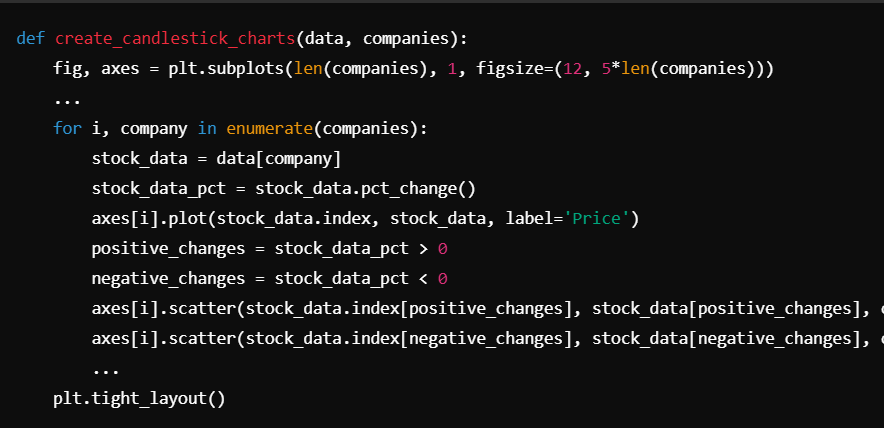 def create_candlestick_charts(data, companies):
    fig, axes = plt.subplots(len(companies), 1, figsize=(12, 5*len(companies)))
    ...
    for i, company in enumerate(companies):
        stock_data = data[company]
        stock_data_pct = stock_data.pct_change()
        axes[i].plot(stock_data.index, stock_data, label='Price')
        positive_changes = stock_data_pct > 0
        negative_changes = stock_data_pct < 0
        axes[i].scatter(stock_data.index[positive_changes], stock_data[positive_changes],
        axes[i].scatter(stock_data.index[negative_changes], stock_data[negative_changes],
        ...
    plt.tight_layout()